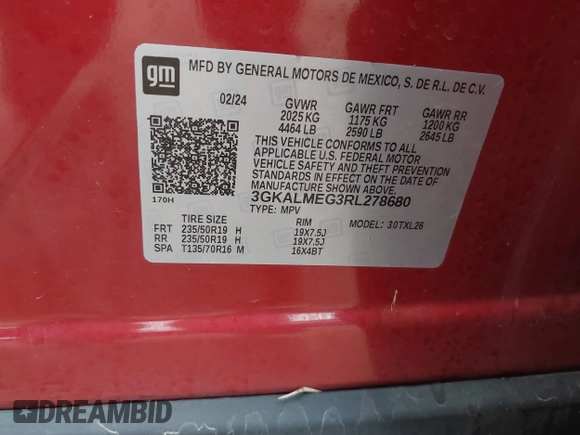 gm
MFD BY GENERAL MOTORS DE MEXICO, S. DE R.L. DE C.V.
02/24 GVWR GAWR FRT GAWR RR
2025 KG 1175 KG 1200 KG
4464 LB 2590 LB 2645 LB
THIS VEHICLE CONFORMS TO ALL
APPLICABLE U.S. FEDERAL MOTOR
VEHICLE SAFETY AND THEFT PREVENTION
STANDARDS IN EFFECT ON THE DATE OF
MANUFACTURE SHOWN ABOVE.
170H 3GKALMEG3RL278680
TYPE: MPV MODEL: 30TXL26
TIRE SIZE RIM
FRT 235/50R19 H 19X7.5J
RR 235/50R19 H 19X7.5J
SPA T135/70R16 M 16X4BT
DREAMBID